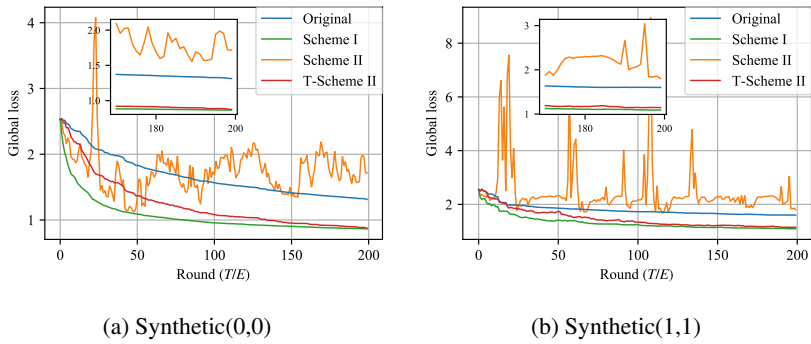 Original
Scheme I
Scheme II
T-Scheme II
2.0
1.5
1.0
180
200
4
3
2
1
Global loss
0
50
100
150
200
Round (T/E)
(a) Synthetic(0,0)
Original
Scheme I
Scheme II
T-Scheme II
3
2
1
180
200
8
6
4
2
Global loss
0
50
100
150
200
Round (T/E)
(b) Synthetic(1,1)